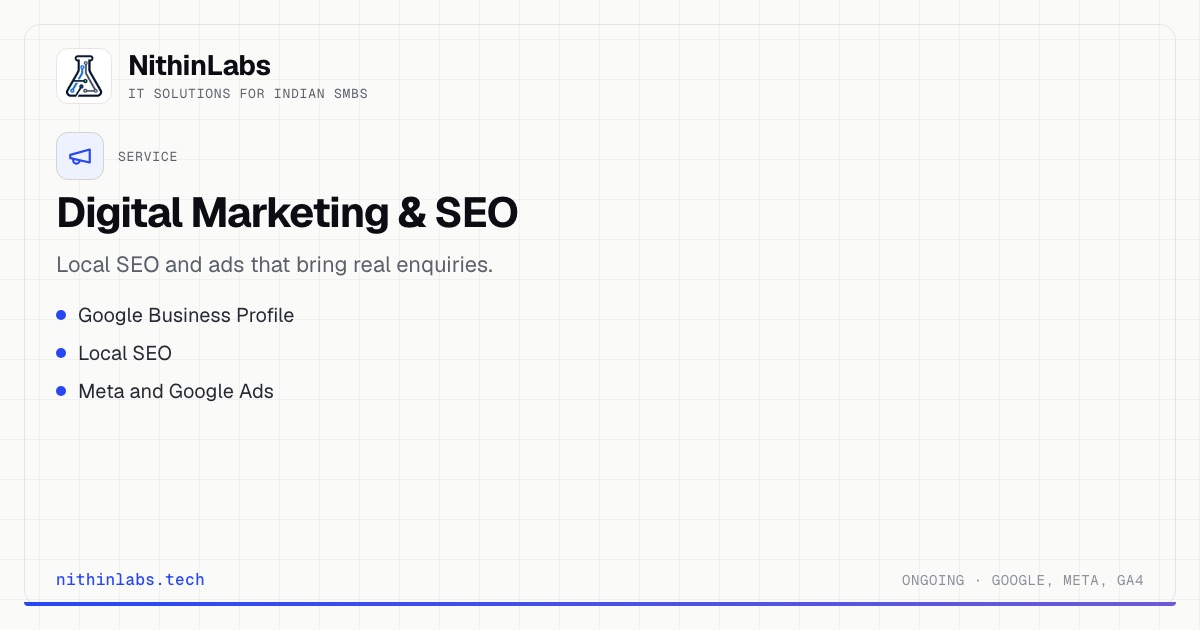 NithinLabs
IT SOLUTIONS FOR INDIAN SMBS
SERVICE
Digital Marketing & SEO
Local SEO and ads that bring real enquiries.
Google Business Profile
Local SEO
Meta and Google Ads
nithinlabs.tech
ONGOING · GOOGLE, META, GA4